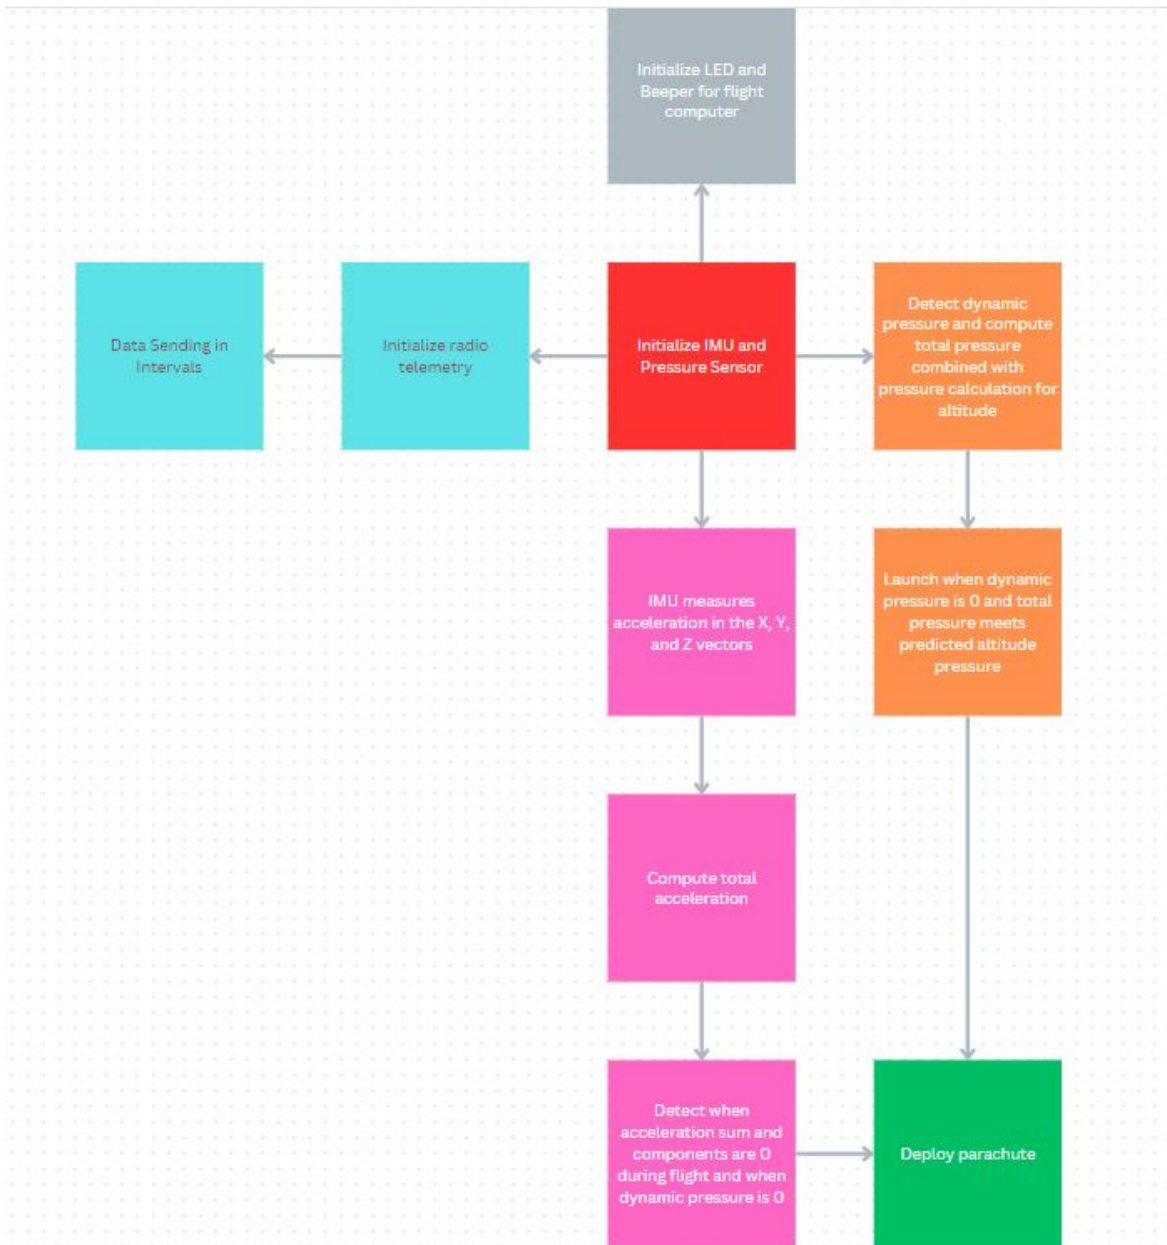 Initialize LED and
Beeper for flight
computer
Data Sending in
Intervals
Initialize radio
telemetry
Initialize IMU and
Pressure Sensor
Detect dynamic
pressure and compute
total pressure
combined with
pressure calculation for
altitude
IMU measures
acceleration in the X, Y,
and Z vectors
Launch when dynamic
pressure is 0 and total
pressure meets
predicted altitude
pressure
Compute total
acceleration
Detect when
acceleration sum and
components are 0
during flight and when
dynamic pressure is 0
Deploy parachute